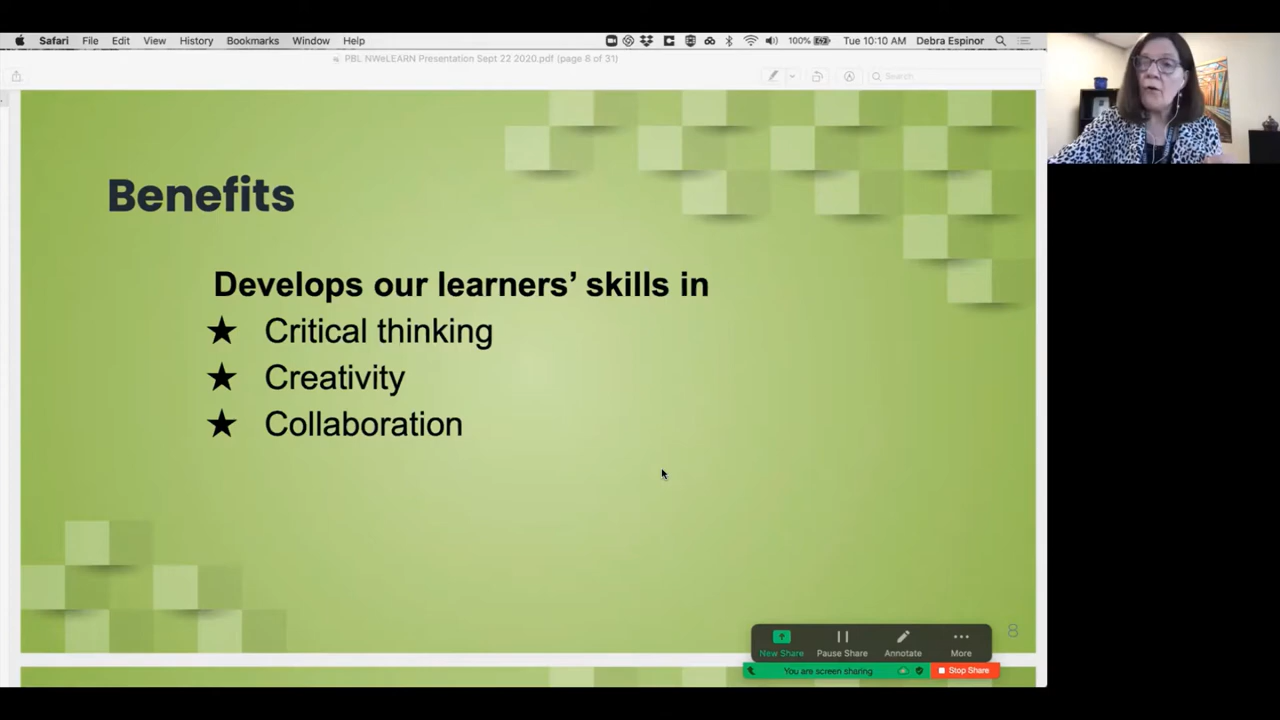 Safari File Edit View History Bookmarks Window Help 100% Tue 10:10 AM Debra Espinor
PBL NWeLEARN Presentation Sept 22 2020.pdf (page 8 of 31)
Search
Benefits
Develops our learners’ skills in
★ Critical thinking
★ Creativity
★ Collaboration
8
New Share Pause Share Annotate More
You are screen sharing Stop Share